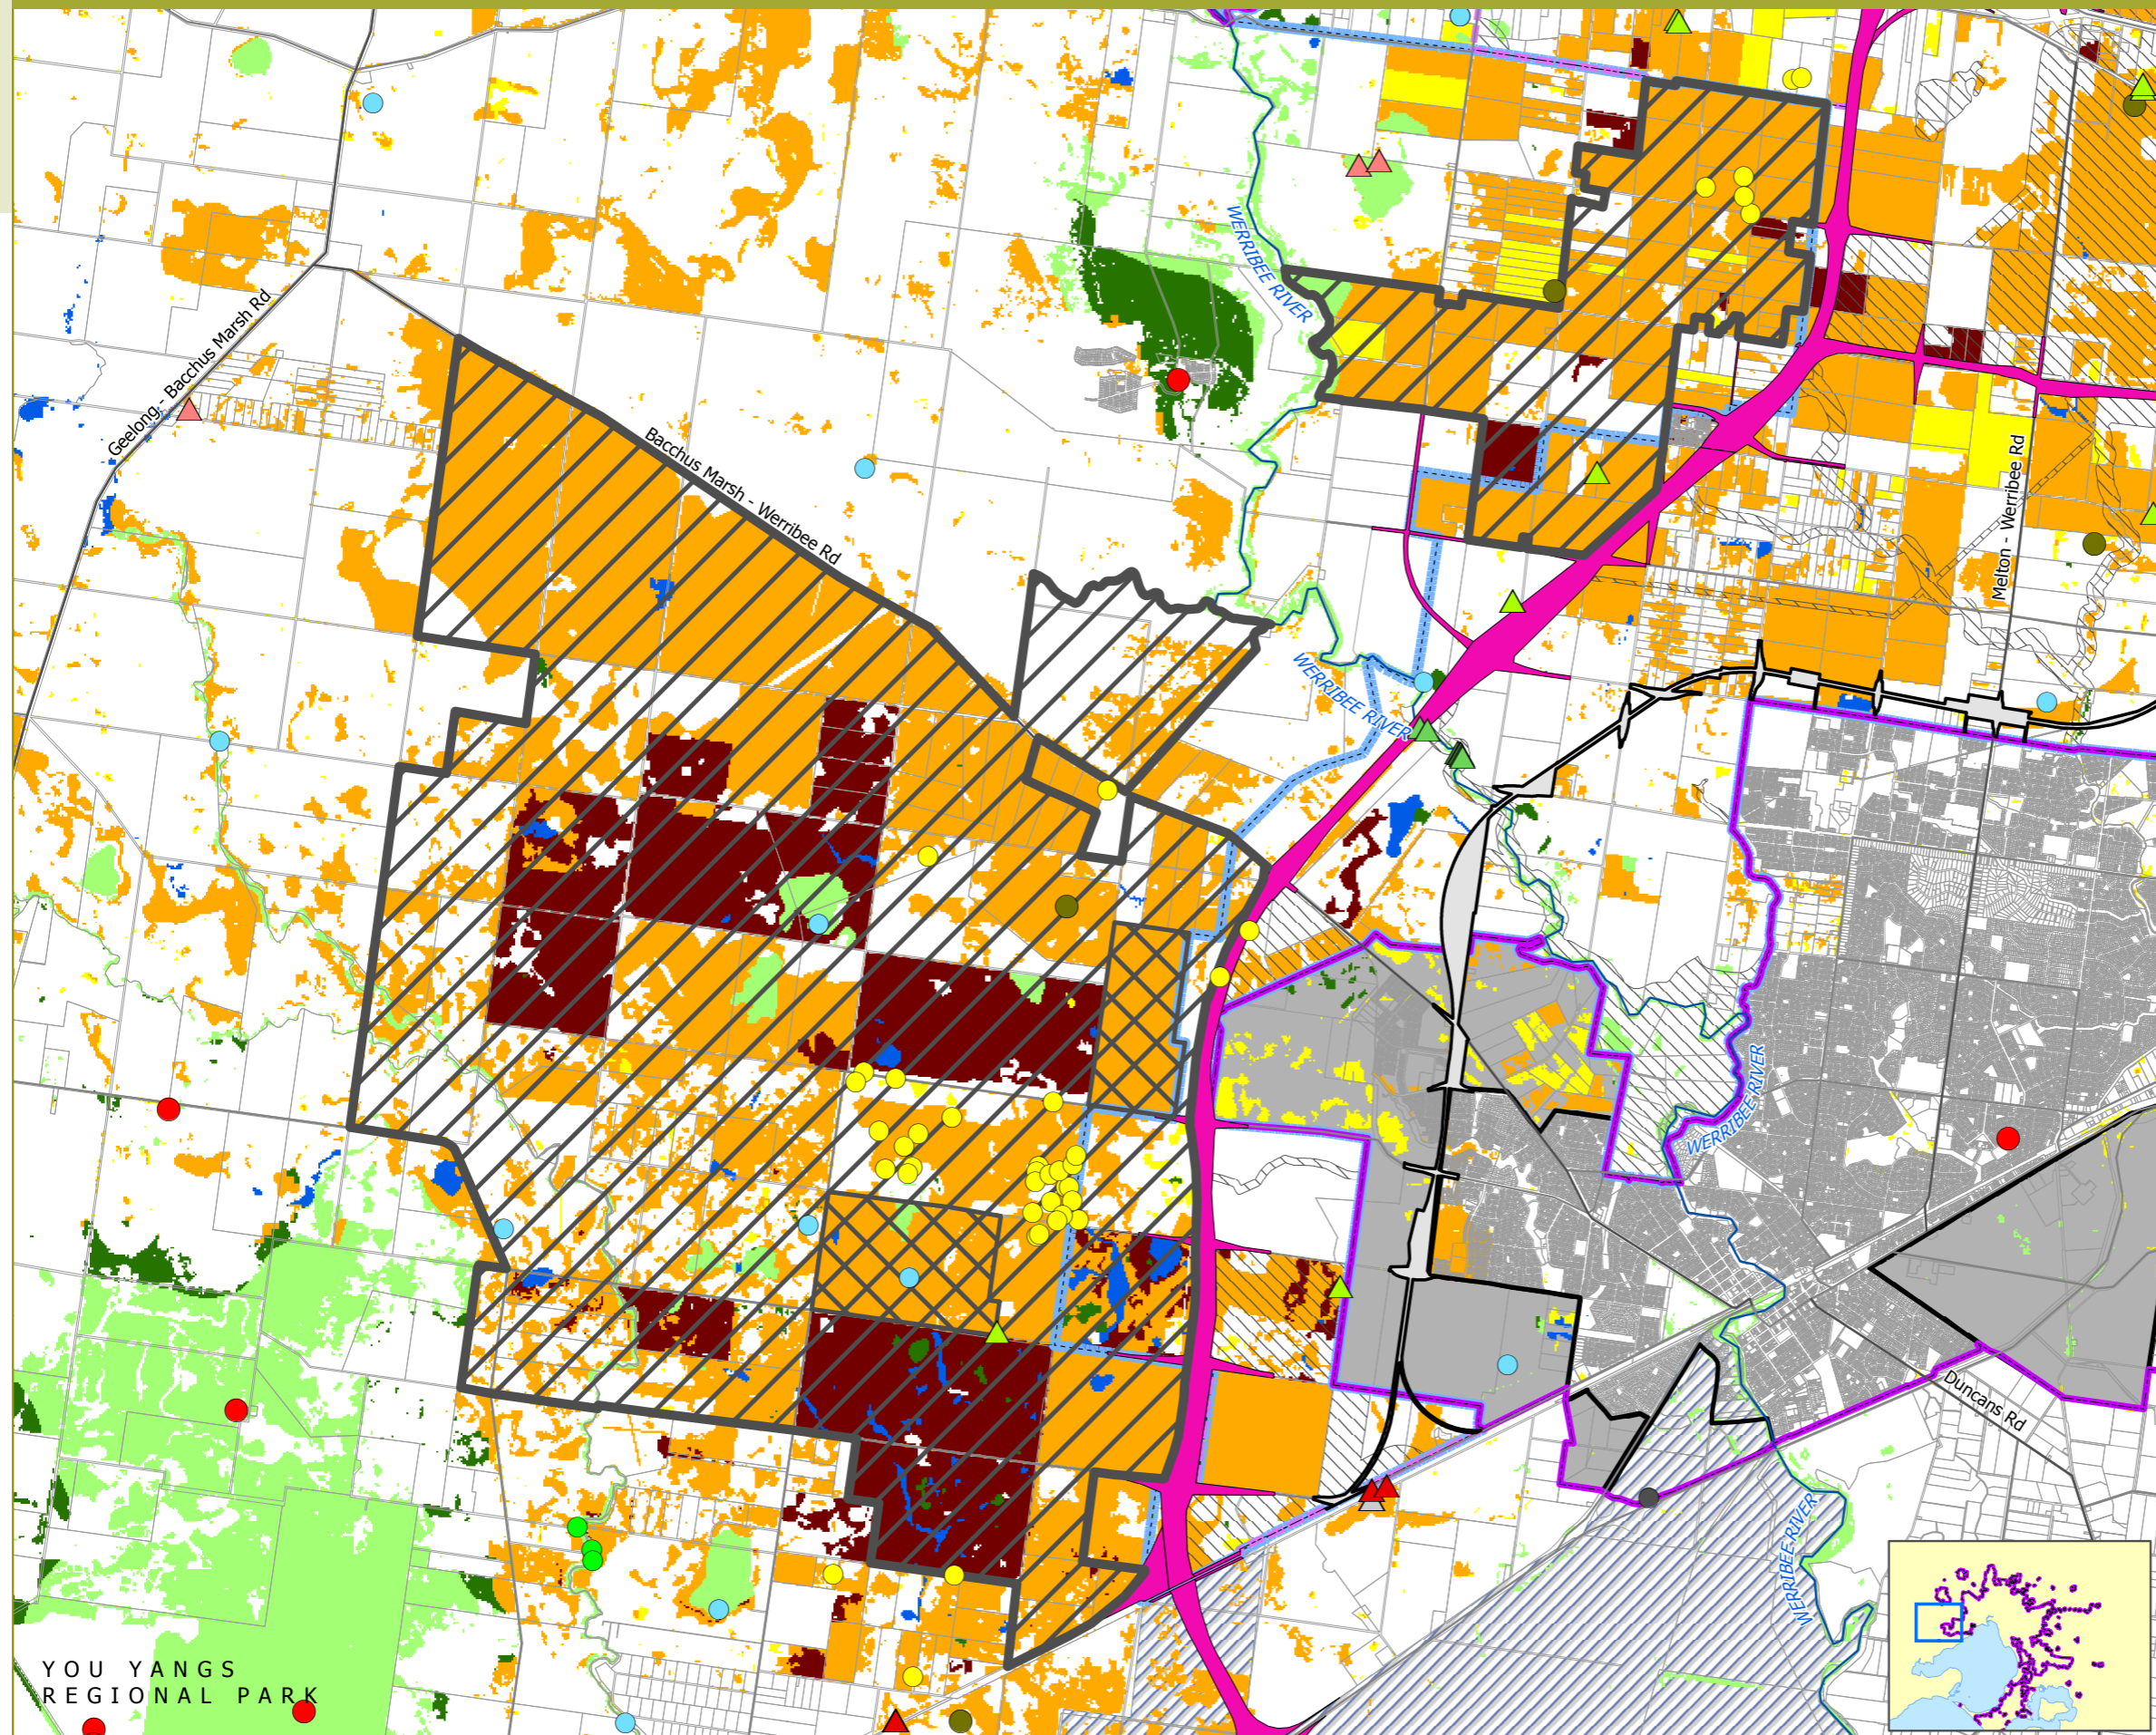 WERRIBEE RIVER
Geelong - Bacchus Marsh Rd
Bacchus Marsh - Werribee Rd
Melton - Werribee Rd
WERRIBEE RIVER
WERRIBEE RIVER
Duncans Rd
WERRIBEE RIVER
YOU YANGS
REGIONAL PARK